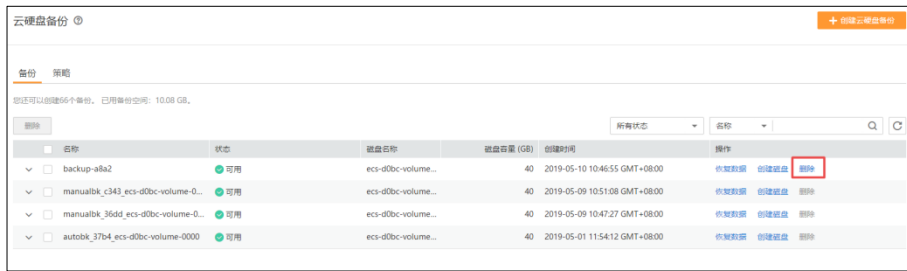 云硬盘备份 ?
+ 创建云硬盘备份
备份 策略
您还可以创建66个备份。 已用备份空间: 10.08 GB。
删除 所有状态 名称
名称 状态 磁盘名称 磁盘容量 (GB) 创建时间 操作
backup-a8a2 可用 ecs-d0bc-volume... 40 2019-05-10 10:46:55 GMT+08:00 恢复数据 创建磁盘 删除
manualbk_c343_ecs-d0bc-volume-0... 可用 ecs-d0bc-volume... 40 2019-05-09 10:51:08 GMT+08:00 恢复数据 创建磁盘 删除
manualbk_36dd_ecs-d0bc-volume-0... 可用 ecs-d0bc-volume... 40 2019-05-09 10:47:27 GMT+08:00 恢复数据 创建磁盘 删除
autobk_37b4_ecs-d0bc-volume-0000 可用 ecs-d0bc-volume... 40 2019-05-01 11:54:12 GMT+08:00 恢复数据 创建磁盘 删除